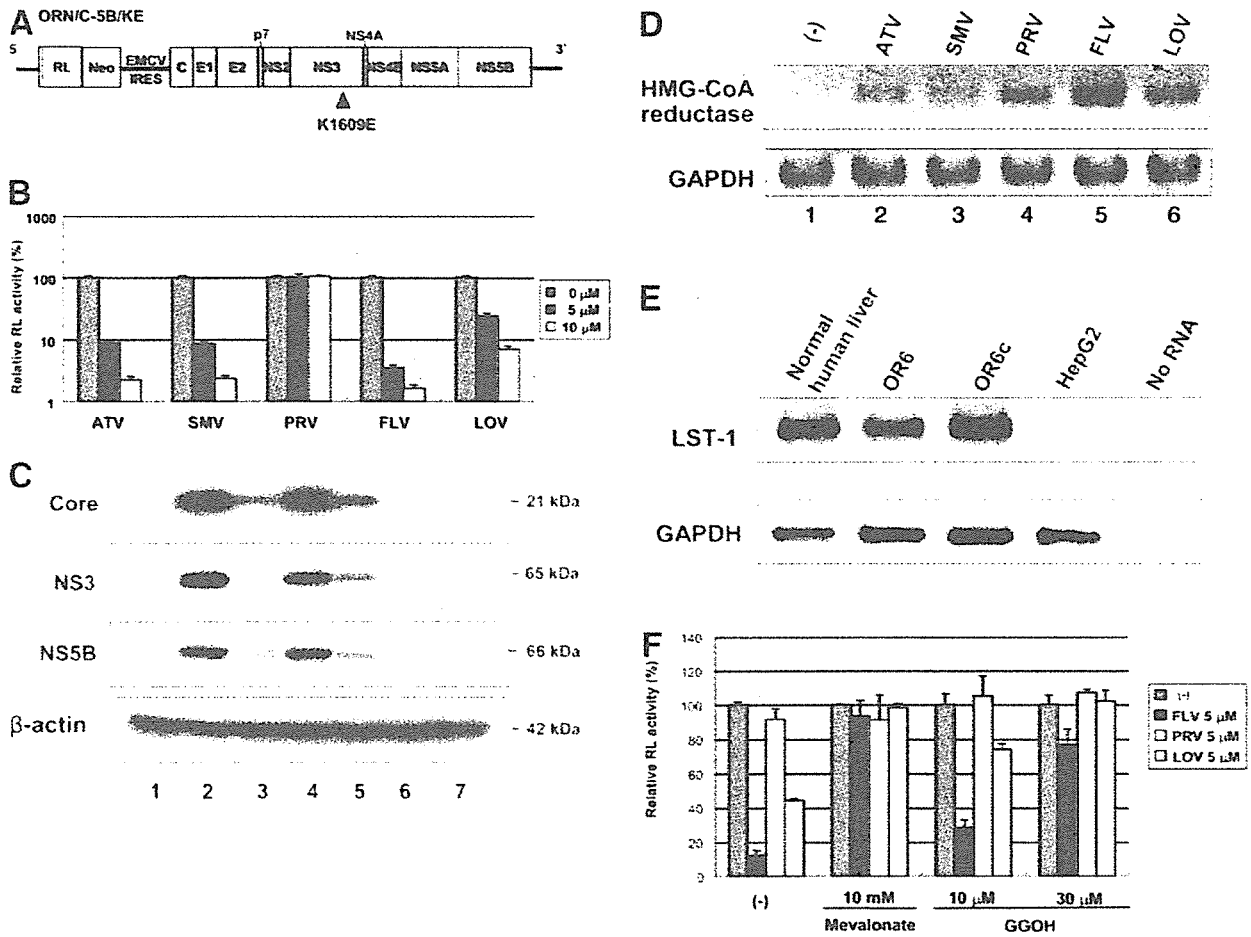 A
ORN/C-5B/KE
5
p7
NS4A
3'
RL
Neo
EMCV
IRES
C
E1
E2
NS2
NS3
NS4B
NS5A
NS5B
K1609E
B
1000
100
10
1
Relative RL activity (%)
ATV
SMV
PRV
FLV
LOV
0 μM
5 μM
10 μM
C
Core
– 21 kDa
NS3
– 65 kDa
NS5B
– 66 kDa
β-actin
– 42 kDa
1 2 3 4 5 6 7
D
(-) ATV SMV PRV FLV LOV
HMG-CoA
reductase
GAPDH
1 2 3 4 5 6
E
Normal
human liver
OR6
OR6c
HepG2
No RNA
LST-1
GAPDH
F
140
120
100
80
60
40
20
0
Relative RL activity (%)
(-)
FLV 5 μM
PRV 5 μM
LOV 5 μM
(-)
10 mM
10 μM
30 μM
Mevalonate
GGOH